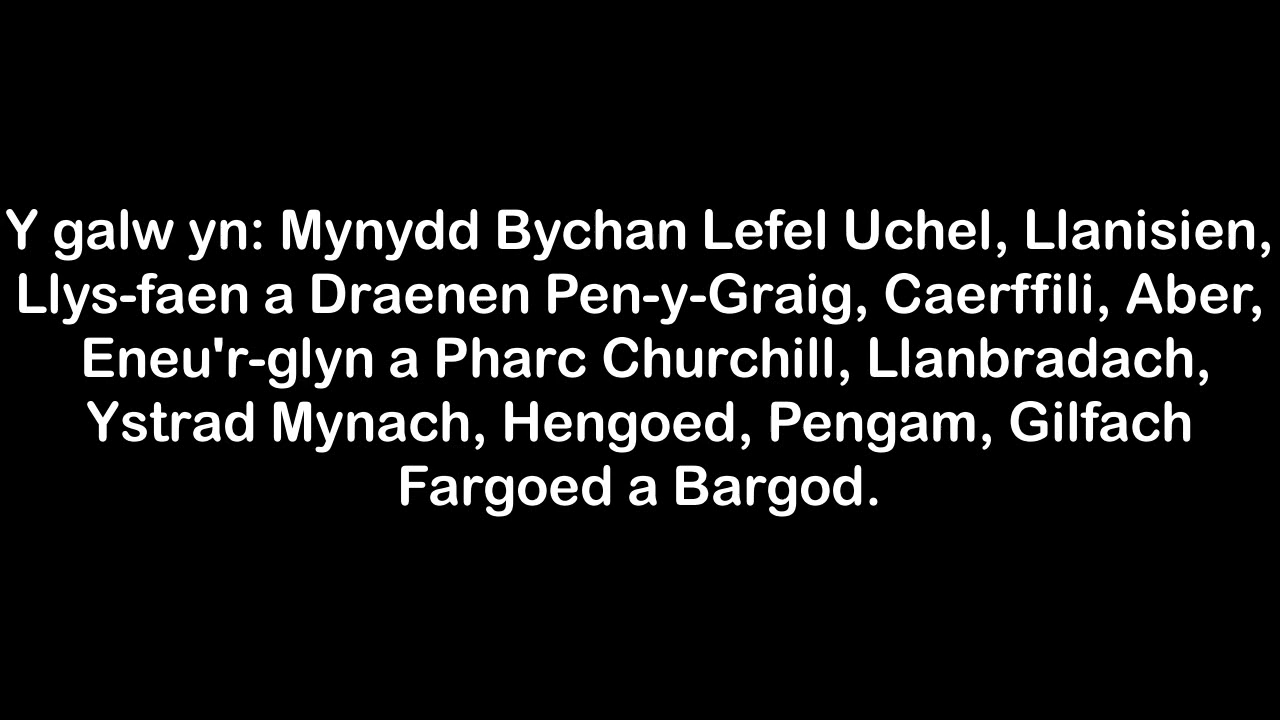 Y galw yn: Mynydd Bychan Lefel Uchel, Llanisien,
Llys-faen a Draenen Pen-y-Graig, Caerffili, Aber,
Eneu'r-glyn a Pharc Churchill, Llanbradach,
Ystrad Mynach, Hengoed, Pengam, Gilfach
Fargoed a Bargod.